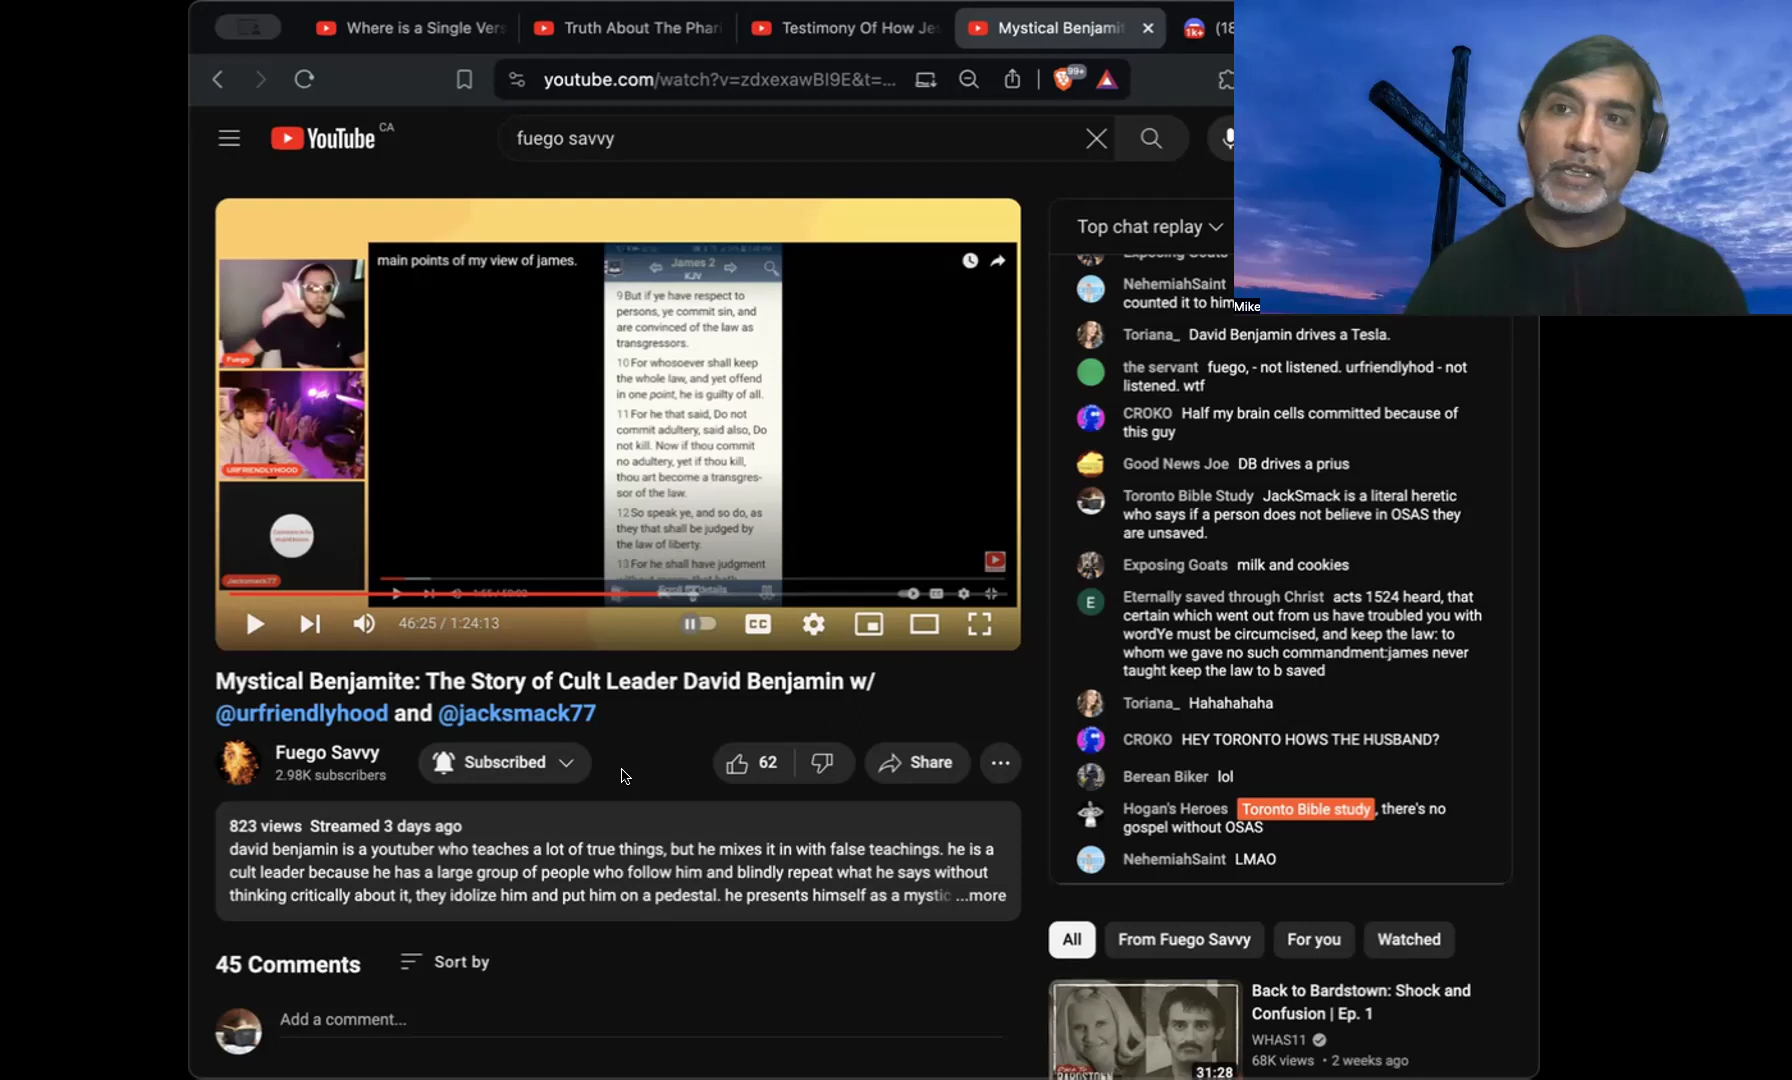 Where is a Single Vers
Truth About The Phari
Testimony Of How Je
Mystical Benjamit
1k+
(18
youtube.com/watch?v=zdxexawBI9E&t=...
99+
YouTube CA
fuego savvy
Mike
main points of my view of james.
James 2
KJV
9 But if ye have respect to
persons, ye commit sin, and
are convinced of the law as
transgressors.
10 For whosoever shall keep
the whole law, and yet offend
in one point, he is guilty of all.
11 For he that said, Do not
commit adultery, said also, Do
not kill. Now if thou commit
no adultery, yet if thou kill,
thou art become a transgres-
sor of the law.
12 So speak ye, and so do, as
they that shall be judged by
the law of liberty.
13 For he shall have judgment
Fuego
URFRIENDLYHOOD
Jacksmack77
46:25 / 1:24:13
CC
Mystical Benjamite: The Story of Cult Leader David Benjamin w/
@urfriendlyhood and @jacksmack77
Fuego Savvy
2.98K subscribers
Subscribed
62
Share
823 views Streamed 3 days ago
david benjamin is a youtuber who teaches a lot of true things, but he mixes it in with false teachings. he is a
cult leader because he has a large group of people who follow him and blindly repeat what he says without
thinking critically about it, they idolize him and put him on a pedestal. he presents himself as a mystic ...more
45 Comments
Sort by
Add a comment...
Top chat replay
Exposing Goats
NehemiahSaint
counted it to him
Toriana_ David Benjamin drives a Tesla.
the servant fuego, - not listened. urfriendlyhod - not
listened. wtf
CROKO Half my brain cells committed because of
this guy
Good News Joe DB drives a prius
Toronto Bible Study JackSmack is a literal heretic
who says if a person does not believe in OSAS they
are unsaved.
Exposing Goats milk and cookies
E
Eternally saved through Christ acts 1524 heard, that
certain which went out from us have troubled you with
wordYe must be circumcised, and keep the law: to
whom we gave no such commandment:james never
taught keep the law to b saved
Toriana_ Hahahahaha
CROKO HEY TORONTO HOWS THE HUSBAND?
Berean Biker lol
Hogan's Heroes Toronto Bible study, there's no
gospel without OSAS
NehemiahSaint LMAO
All
From Fuego Savvy
For you
Watched
Back to Bardstown: Shock and
Confusion | Ep. 1
WHAS11
68K views • 2 weeks ago
31:28